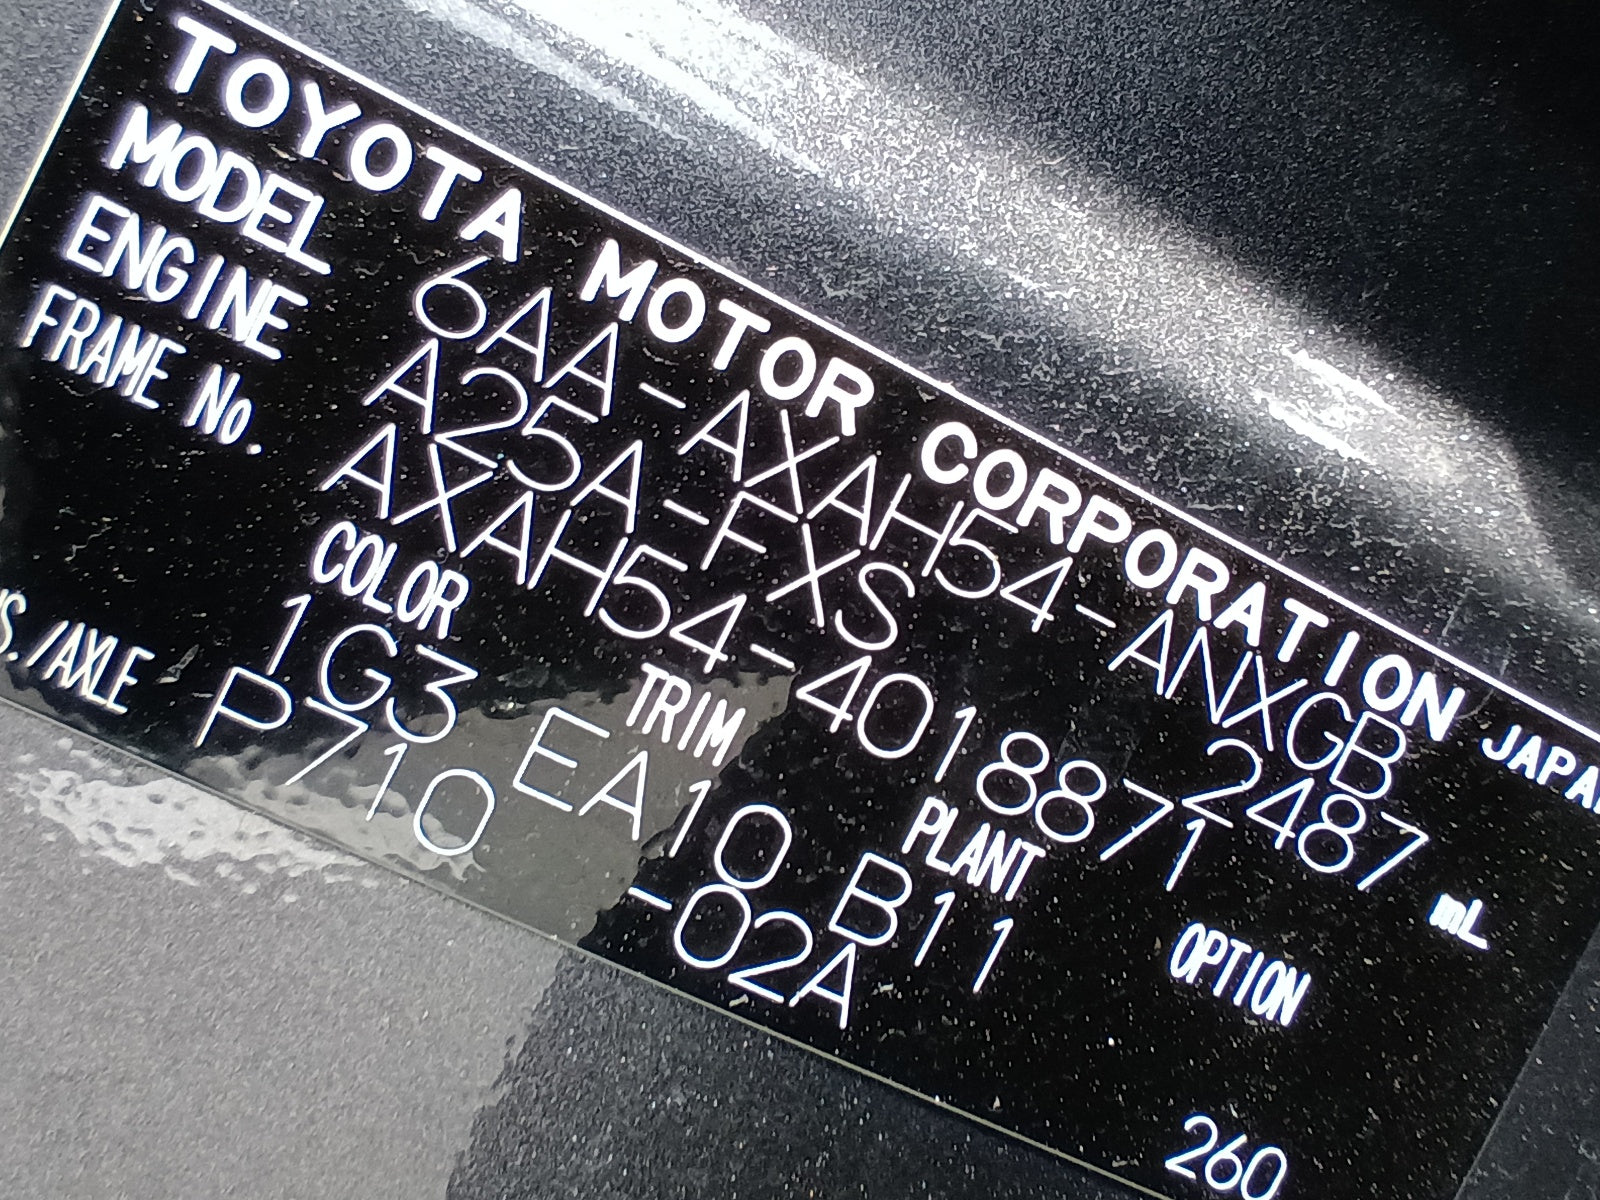 TOYOTA MOTOR CORPORATION JAPA
MODEL 6AA-AXAH54-ANXGB
ENGINE A25A-FXS 2487 mL
FRAME No. AXAH54-4018871
COLOR TRIM PLANT OPTION
1G3 EA10 B11
S./AXLE P710 -02A
260